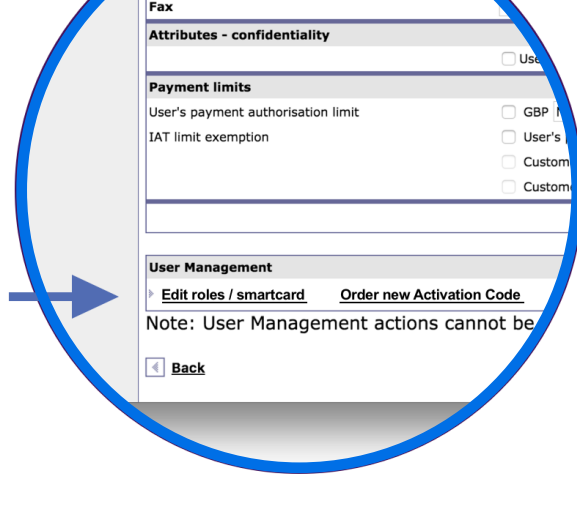 Fax
Attributes - confidentiality
Payment limits
User's payment authorisation limit GBP
IAT limit exemption User's
User Management
Edit roles / smartcard Order new Activation Code
Note: User Management actions cannot be
Back